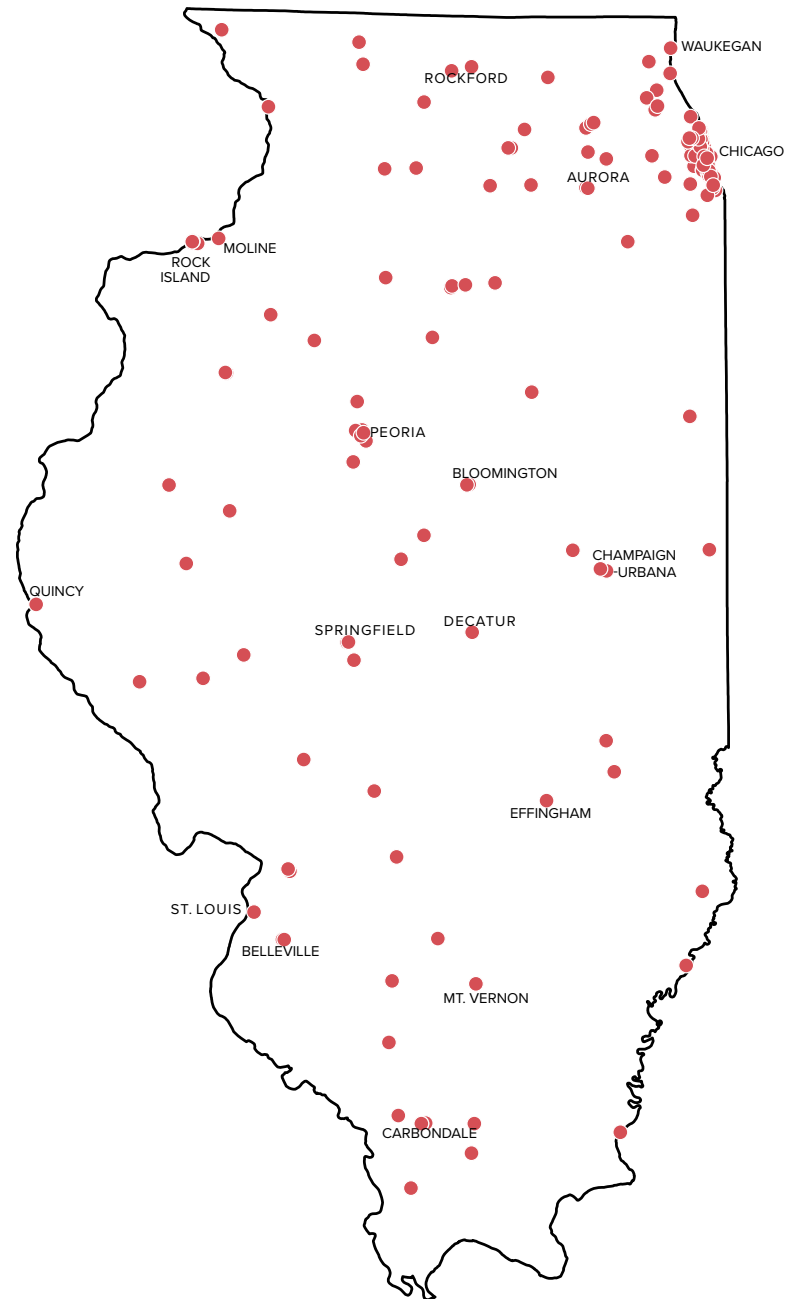 WAUKEGAN
ROCKFORD
CHICAGO
AURORA
MOLINE
ROCK
ISLAND
PEORIA
BLOOMINGTON
CHAMPAIGN
-URBANA
QUINCY
DECATUR
SPRINGFIELD
EFFINGHAM
ST. LOUIS
BELLEVILLE
MT. VERNON
CARBONDALE